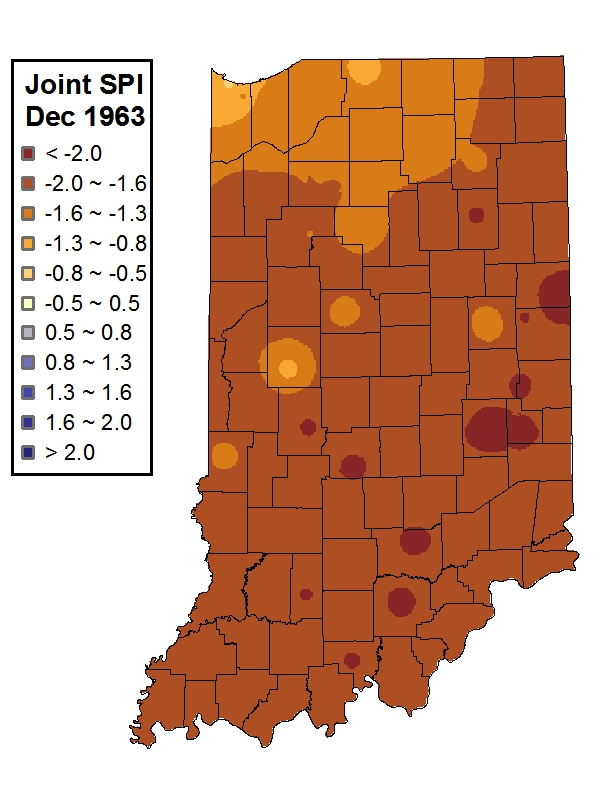 Joint SPI
Dec 1963
< -2.0
-2.0 ~ -1.6
-1.6 ~ -1.3
-1.3 ~ -0.8
-0.8 ~ -0.5
-0.5 ~ 0.5
0.5 ~ 0.8
0.8 ~ 1.3
1.3 ~ 1.6
1.6 ~ 2.0
> 2.0